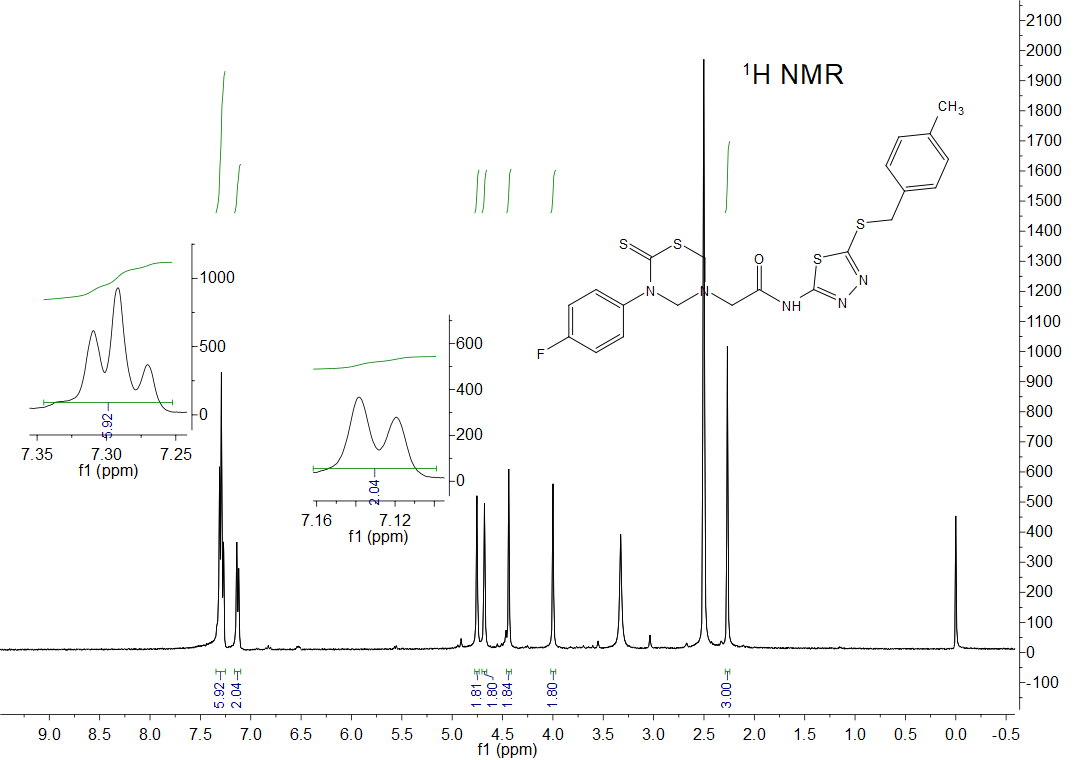 ¹H NMR
2100
2000
1900
1800
1700
1600
1500
1400
1300
1200
1100
1000
900
800
700
600
500
400
300
200
100
0
-100
CH₃
S
S
S
S
O
N
N
N
N
NH
F
1000
500
0
5.92
7.35
7.30
7.25
f1 (ppm)
600
400
200
0
2.04
7.16
7.12
f1 (ppm)
5.92
2.04
1.81
1.80
1.84
1.80
3.00
9.0 8.5 8.0 7.5 7.0 6.5 6.0 5.5 5.0 4.5 4.0 3.5 3.0 2.5 2.0 1.5 1.0 0.5 0.0 -0.5
f1 (ppm)